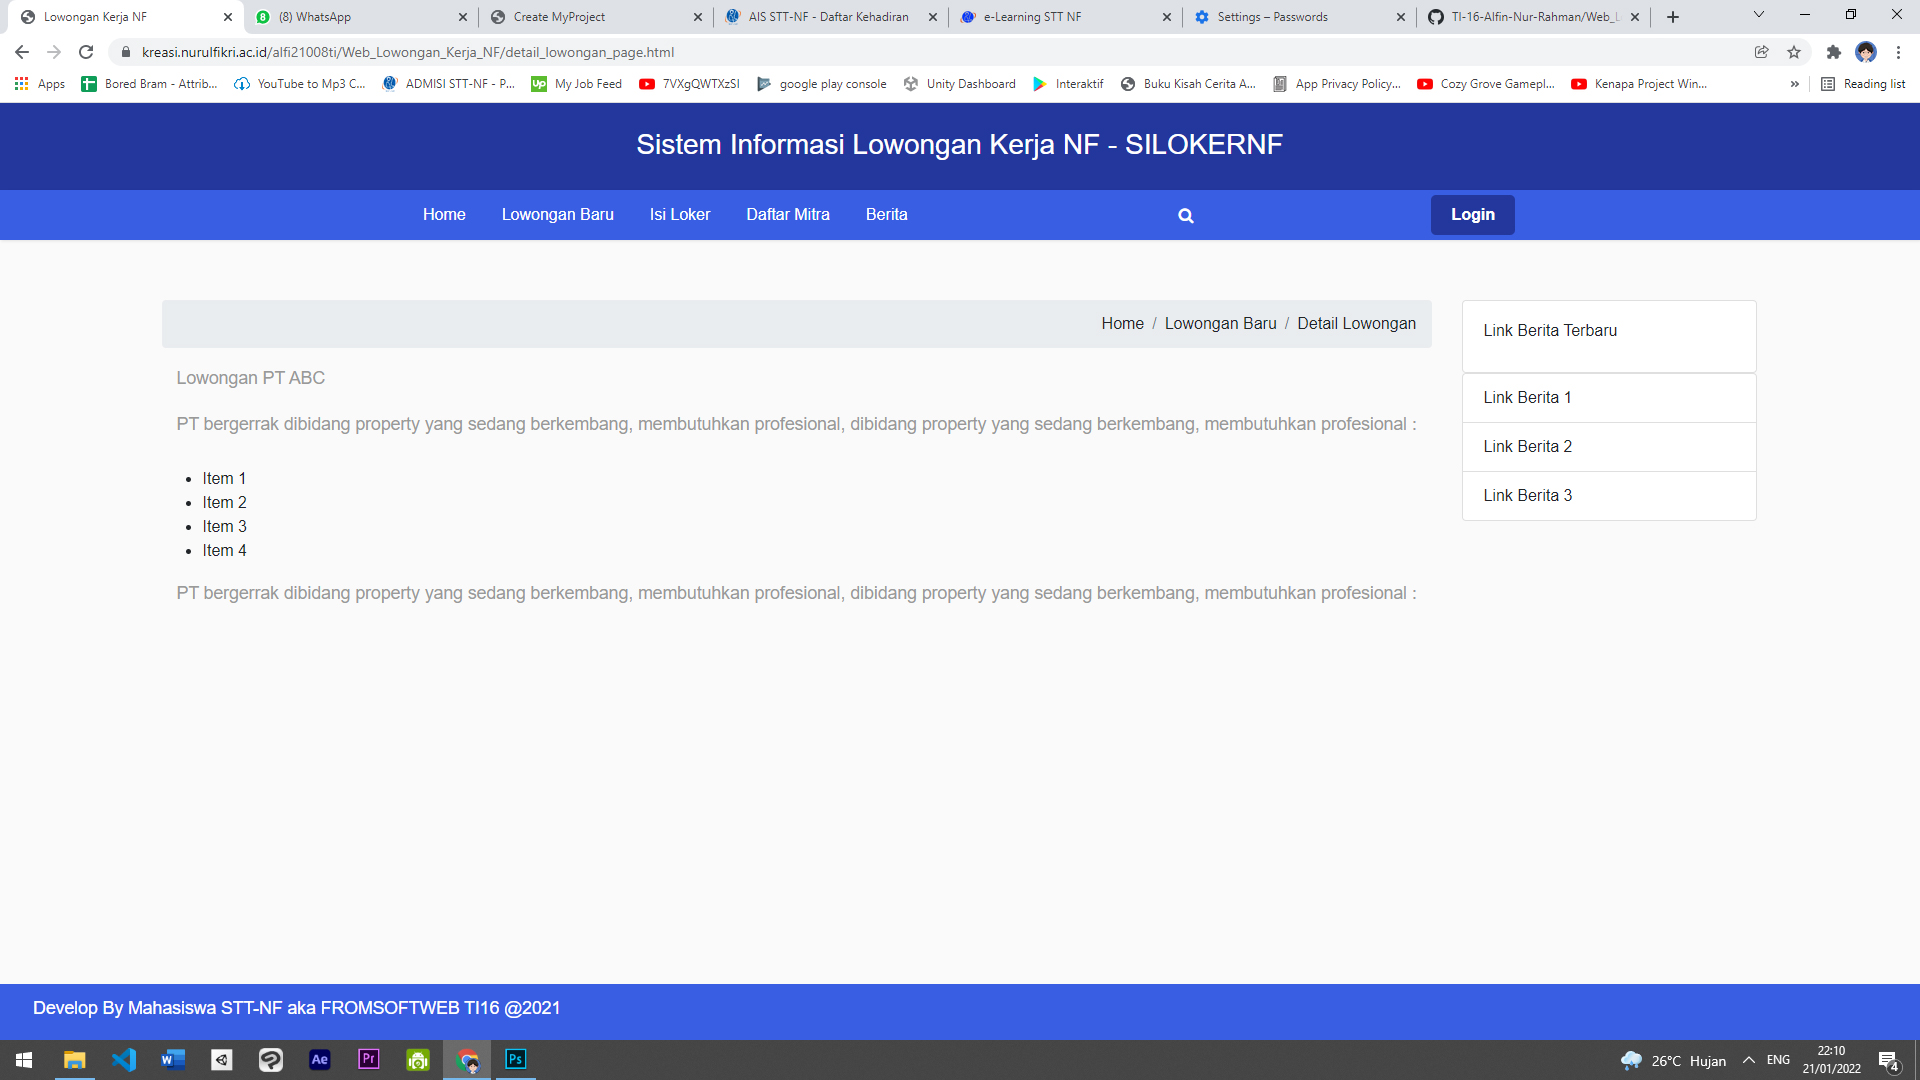 Lowongan Kerja NF
(8) WhatsApp
Create MyProject
AIS STT-NF - Daftar Kehadiran
e-Learning STT NF
Settings – Passwords
TI-16-Alfin-Nur-Rahman/Web_L
kreasi.nurulfikri.ac.id/alfi21008ti/Web_Lowongan_Kerja_NF/detail_lowongan_page.html
Apps
Bored Bram - Attrib...
YouTube to Mp3 C...
ADMISI STT-NF - P...
Up My Job Feed
7VXgQWTXzSI
google play console
Unity Dashboard
Interaktif
Buku Kisah Cerita A...
App Privacy Policy...
Cozy Grove Gamepl...
Kenapa Project Win...
»
Reading list
Sistem Informasi Lowongan Kerja NF - SILOKERNF
Home Lowongan Baru Isi Loker Daftar Mitra Berita Login
Home / Lowongan Baru / Detail Lowongan
Lowongan PT ABC
PT bergerrak dibidang property yang sedang berkembang, membutuhkan profesional, dibidang property yang sedang berkembang, membutuhkan profesional :
• Item 1
• Item 2
• Item 3
• Item 4
PT bergerrak dibidang property yang sedang berkembang, membutuhkan profesional, dibidang property yang sedang berkembang, membutuhkan profesional :
Link Berita Terbaru
Link Berita 1
Link Berita 2
Link Berita 3
Develop By Mahasiswa STT-NF aka FROMSOFTWEB TI16 @2021
Ae
Pr
Ps
26°C Hujan
ENG
22:10
21/01/2022
4